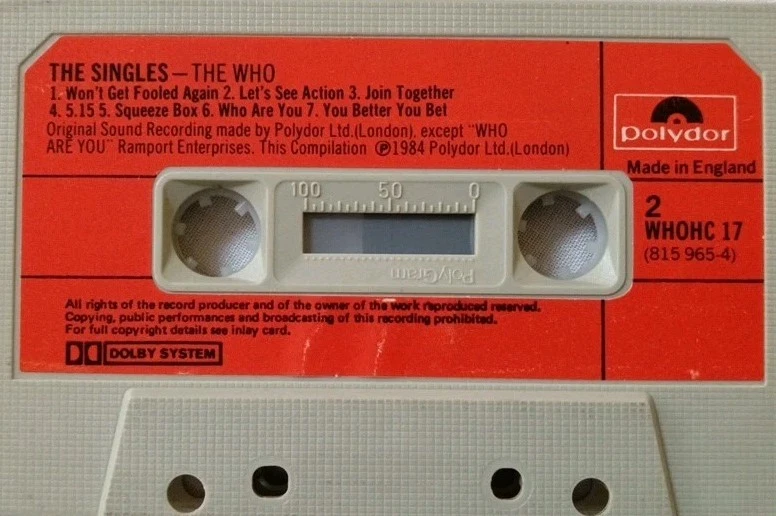 THE SINGLES — THE WHO
1. Won't Get Fooled Again 2. Let's See Action 3. Join Together
4. 5.15 5. Squeeze Box 6. Who Are You 7. You Better You Bet
Original Sound Recording made by Polydor Ltd.(London). except "WHO
ARE YOU" Ramport Enterprises. This Compilation ℗1984 Polydor Ltd.(London)
polydor
Made in England
2
WHOHC 17
(815 965-4)
100 50 0
PolyGram
All rights of the record producer and of the owner of the work reproduced reserved.
Copying, public performances and broadcasting of this recording prohibited.
For full copyright details see inlay card.
DOLBY SYSTEM